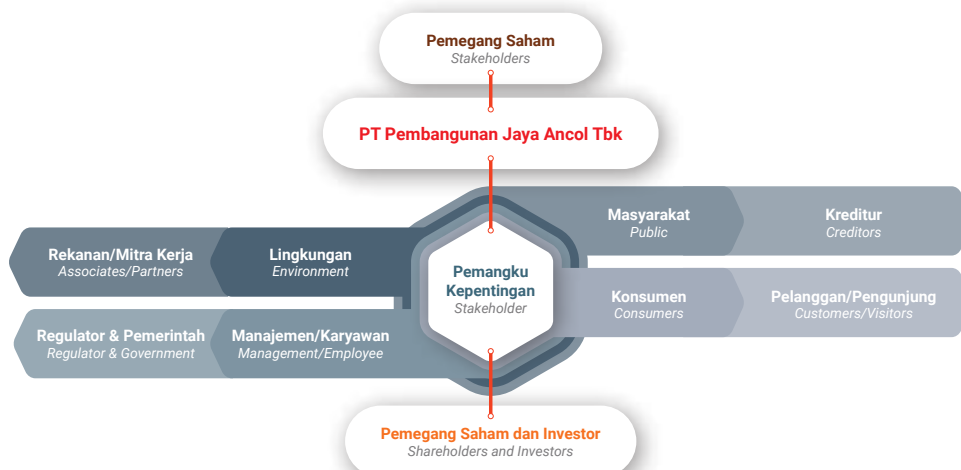 Pemegang Saham
Stakeholders
PT Pembangunan Jaya Ancol Tbk
Masyarakat
Public
Kreditur
Creditors
Rekanan/Mitra Kerja
Associates/Partners
Lingkungan
Environment
Pemangku
Kepentingan
Stakeholder
Konsumen
Consumers
Pelanggan/Pengunjung
Customers/Visitors
Regulator & Pemerintah
Regulator & Government
Manajemen/Karyawan
Management/Employee
Pemegang Saham dan Investor
Shareholders and Investors